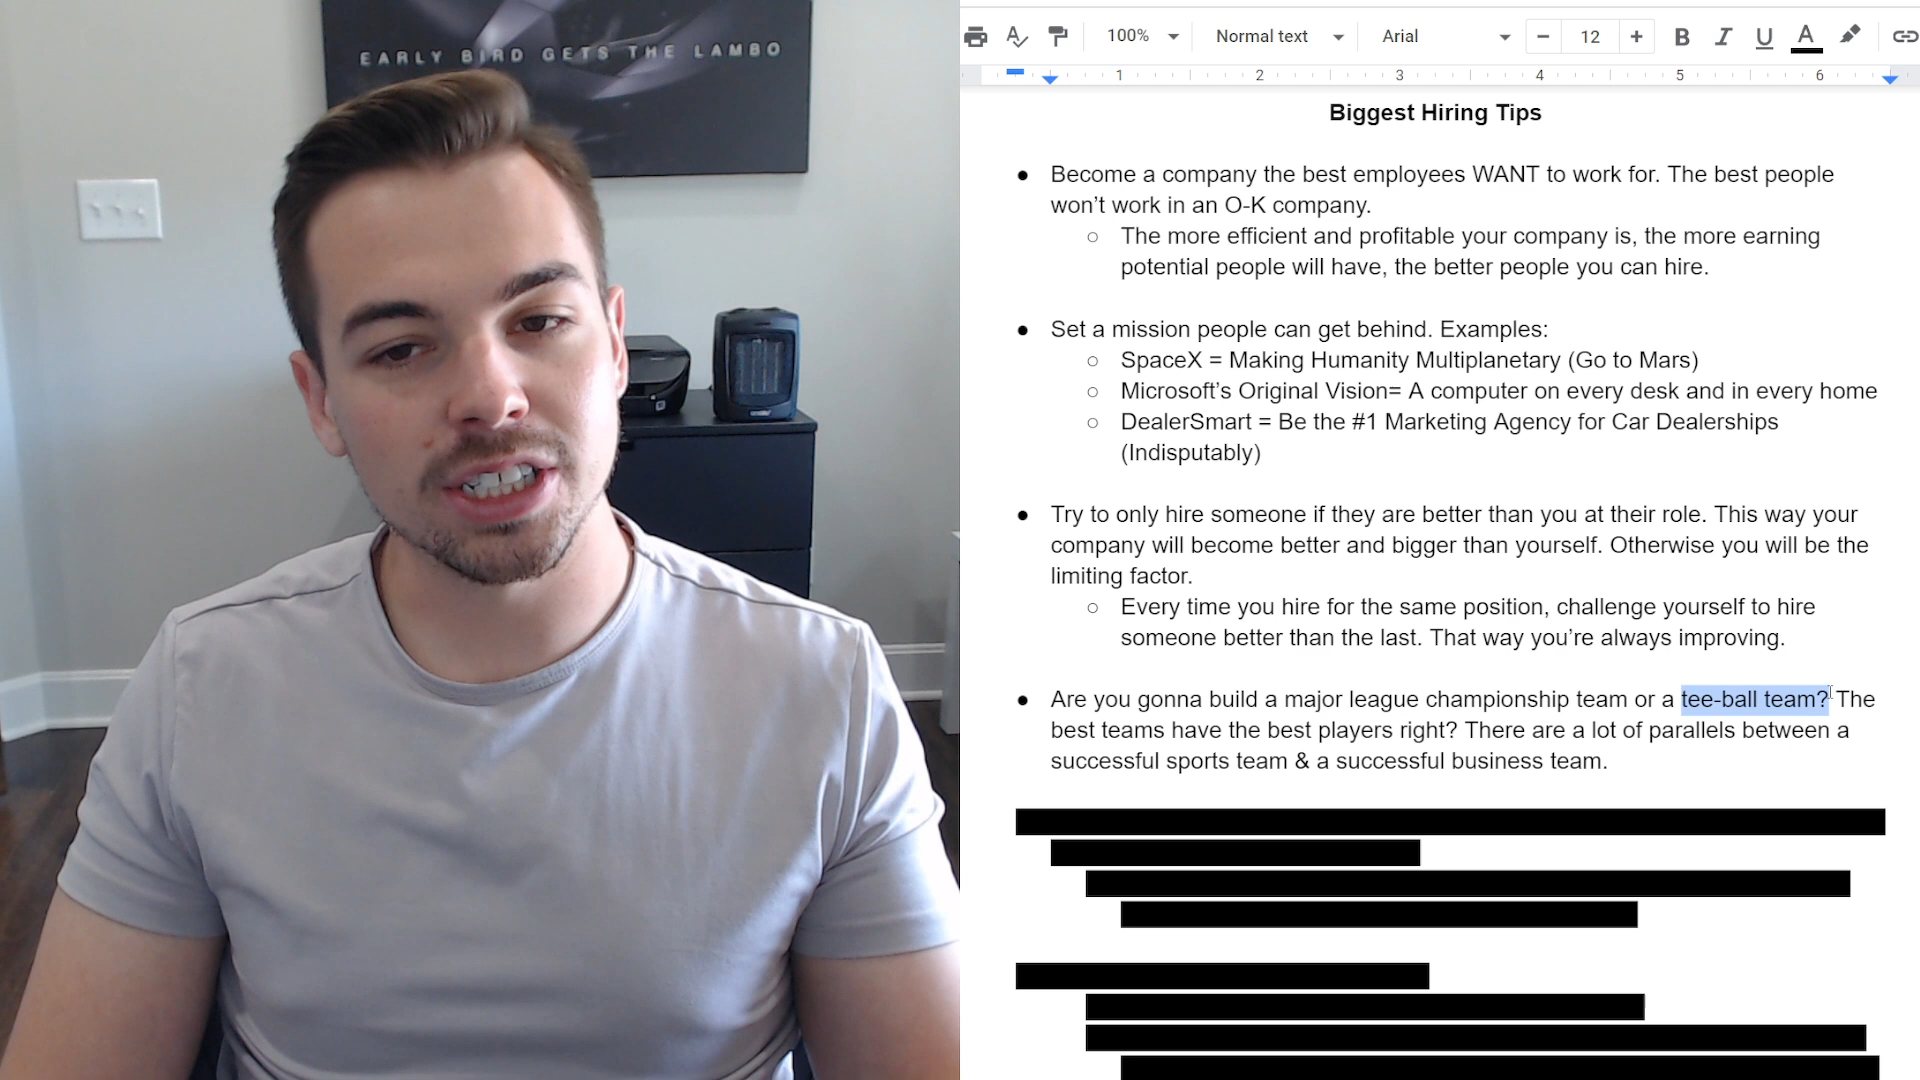 EARLY BIRD GETS THE LAMBO
100%
Normal text
Arial
12
B
I
U
A
1
2
3
4
5
6
Biggest Hiring Tips
● Become a company the best employees WANT to work for. The best people
won’t work in an O-K company.
○ The more efficient and profitable your company is, the more earning
potential people will have, the better people you can hire.
● Set a mission people can get behind. Examples:
○ SpaceX = Making Humanity Multiplanetary (Go to Mars)
○ Microsoft’s Original Vision= A computer on every desk and in every home
○ DealerSmart = Be the #1 Marketing Agency for Car Dealerships
(Indisputably)
● Try to only hire someone if they are better than you at their role. This way your
company will become better and bigger than yourself. Otherwise you will be the
limiting factor.
○ Every time you hire for the same position, challenge yourself to hire
someone better than the last. That way you’re always improving.
● Are you gonna build a major league championship team or a tee-ball team? The
best teams have the best players right? There are a lot of parallels between a
successful sports team & a successful business team.